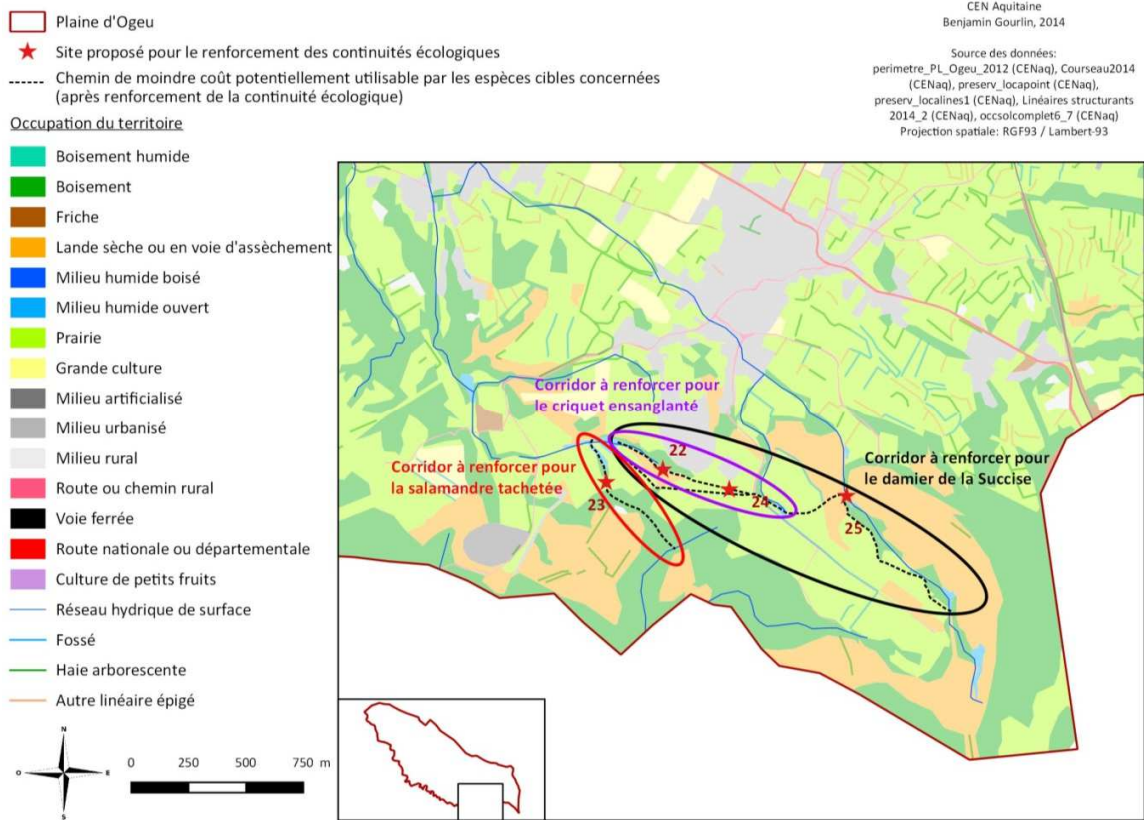 Plaine d'Ogeu
Site proposé pour le renforcement des continuités écologiques
Chemin de moindre coût potentiellement utilisable par les espèces cibles concernées
(après renforcement de la continuité écologique)
Occupation du territoire
Boisement humide
Boisement
Friche
Lande sèche ou en voie d'assèchement
Milieu humide boisé
Milieu humide ouvert
Prairie
Grande culture
Milieu artificialisé
Milieu urbanisé
Milieu rural
Route ou chemin rural
Voie ferrée
Route nationale ou départementale
Culture de petits fruits
Réseau hydrique de surface
Fossé
Haie arborescente
Autre linéaire épigé
N
O
E
S
0 250 500 750 m
CEN Aquitaine
Benjamin Gourlin, 2014
Source des données:
perimetre_PL_Ogeu_2012 (CENaq), Courseau2014
(CENaq), preserv_locapoint (CENaq),
preserv_localines1 (CENaq), Linéaires structurants
2014_2 (CENaq), occsolcomplet6_7 (CENaq)
Projection spatiale: RGF93 / Lambert-93
Corridor à renforcer pour
le criquet ensanglanté
Corridor à renforcer pour
la salamandre tachetée
Corridor à renforcer pour
le damier de la Succise
22
23
24
25